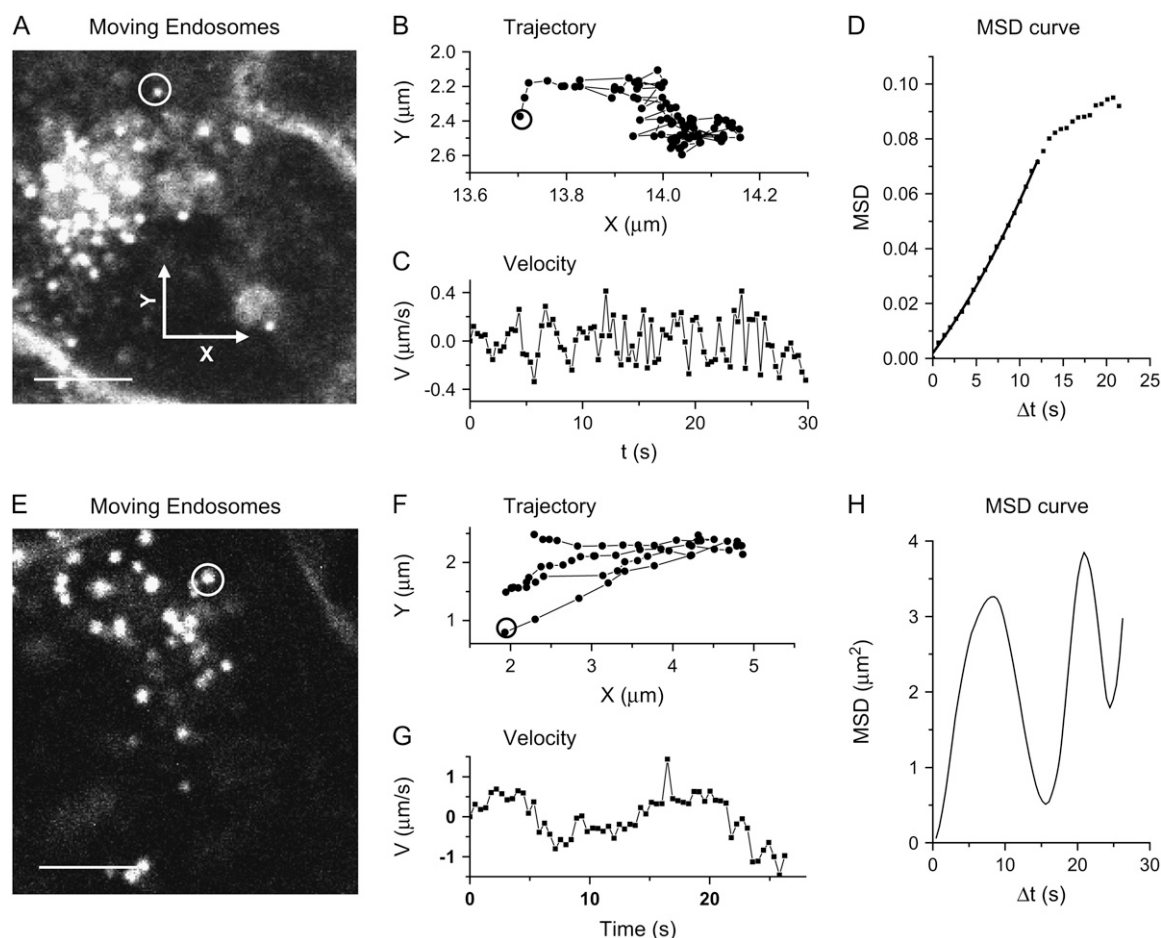 A Moving Endosomes
Y
X
B Trajectory
2.0
2.2
2.4
2.6
Y (μm)
13.6 13.8 14.0 14.2
X (μm)
C Velocity
0.4
0.0
-0.4
V (μm/s)
0 10 20 30
t (s)
D MSD curve
0.10
0.08
0.06
0.04
0.02
0.00
MSD
0 5 10 15 20 25
Δt (s)
E Moving Endosomes
F Trajectory
2
1
Y (μm)
2 3 4 5
X (μm)
G Velocity
1
0
-1
V (μm/s)
0 10 20
Time (s)
H MSD curve
4
3
2
1
0
MSD (μm²)
0 10 20 30
Δt (s)